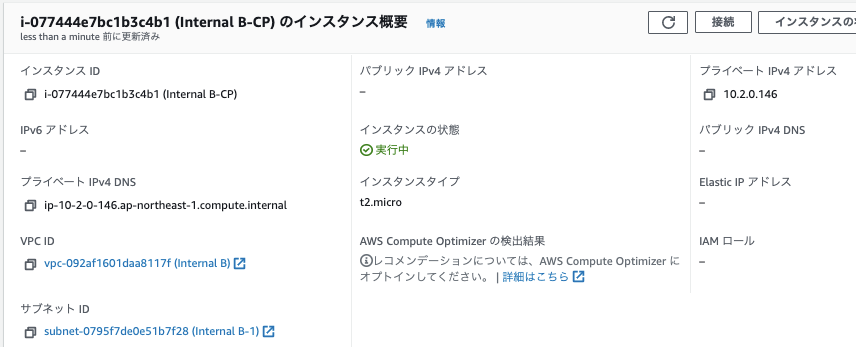 i-077444e7bc1b3c4b1 (Internal B-CP) のインスタンス概要 情報
less than a minute 前に更新済み
接続
インスタンスの
インスタンス ID
i-077444e7bc1b3c4b1 (Internal B-CP)
パブリック IPv4 アドレス
–
プライベート IPv4 アドレス
10.2.0.146
IPv6 アドレス
–
インスタンスの状態
実行中
パブリック IPv4 DNS
–
プライベート IPv4 DNS
ip-10-2-0-146.ap-northeast-1.compute.internal
インスタンスタイプ
t2.micro
Elastic IP アドレス
–
VPC ID
vpc-092af1601daa8117f (Internal B)
AWS Compute Optimizer の検出結果
レコメンデーションについては、AWS Compute Optimizer に
オプトインしてください。 | 詳細はこちら
IAM ロール
–
サブネット ID
subnet-0795f7de0e51b7f28 (Internal B-1)